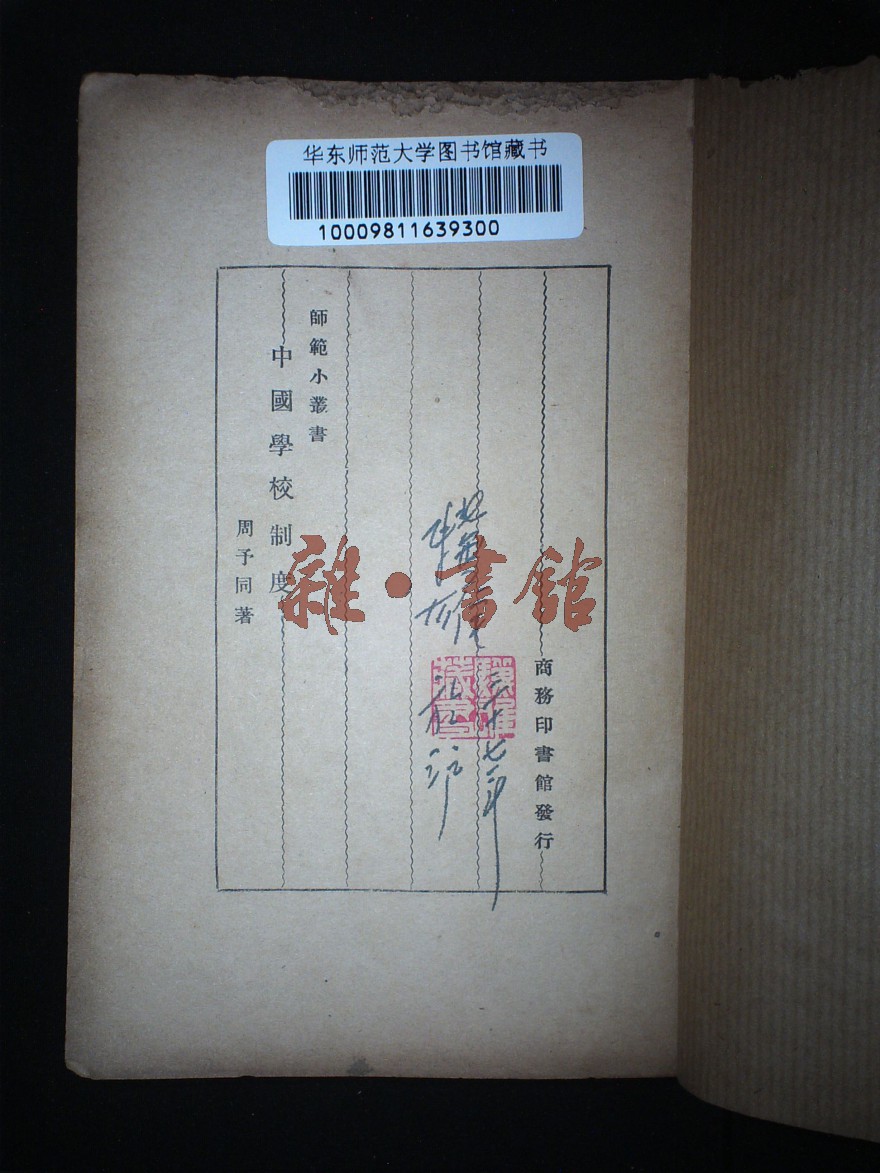 华东师范大学图书馆藏书
10009811639300
師範小叢書
中國學校制度
周予同著
雜·書館
商務印書館發行